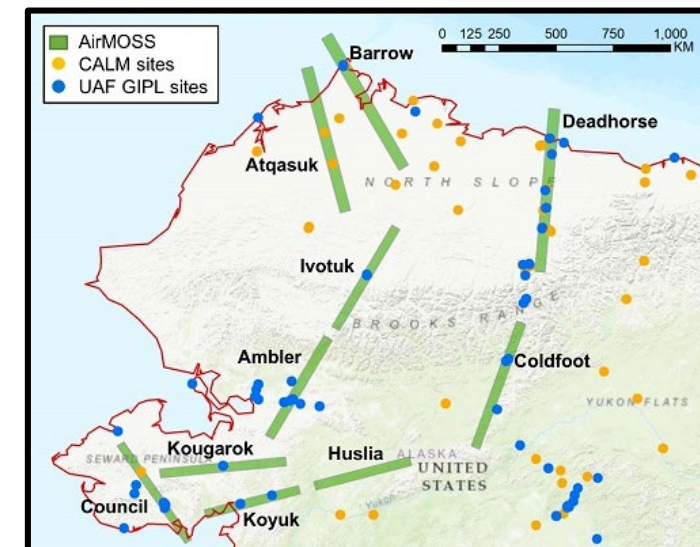 AirMOSS
CALM sites
UAF GIPL sites
0 125 250 500 750 1,000
KM
Barrow
Deadhorse
Atqasuk
NORTH SLOPE
Ivotuk
BROOKS RANGE
Ambler
Coldfoot
YUKON FLATS
Kougarok
Huslia
ALASKA
SEWARD PENINSULA
UNITED
STATES
Council
Koyuk
Yukon